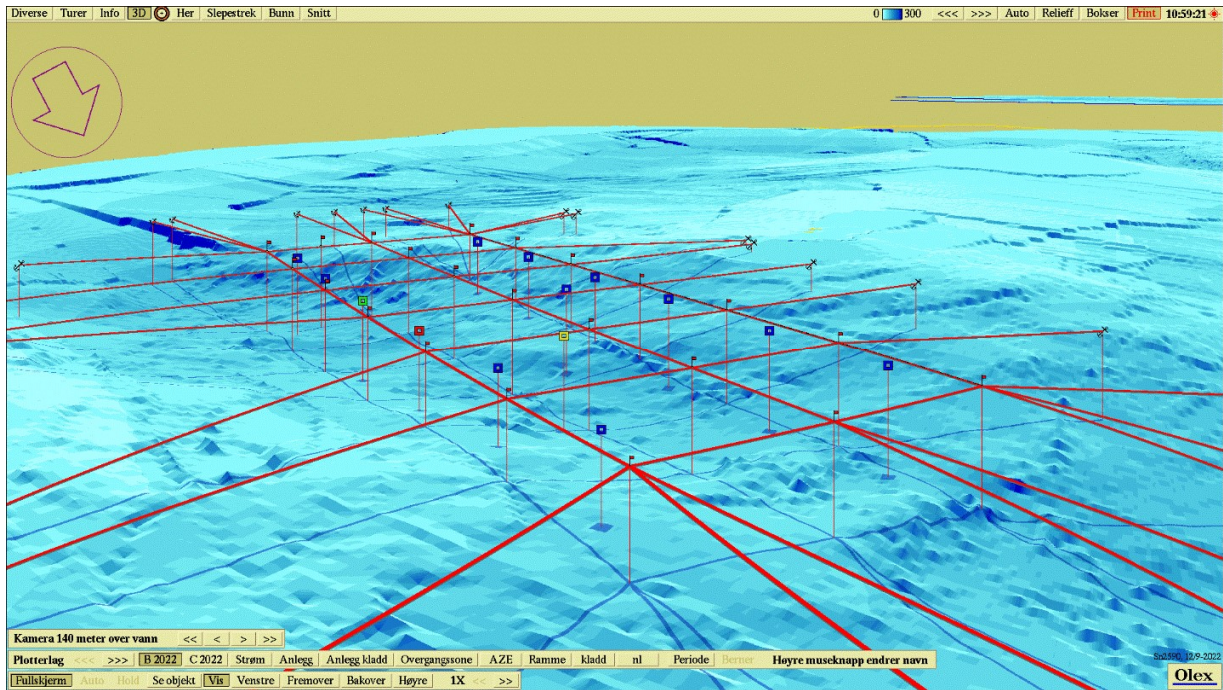 Diverse Turer Info 3D Her Slepestrek Bunn Snitt 0 300 <<< >>> Auto Relieff Bokser Print 10:59:21
Kamera 140 meter over vann << < > >>
Plotterlag <<< >>> B 2022 C 2022 Strøm Anlegg Anlegg kladd Overgangssone AZE Ramme kladd nl Periode Berner Høyre museknapp endrer navn
Fullskjerm Auto Hold Se objekt Vis Venstre Fremover Bakover Høyre 1X << >>
Olex